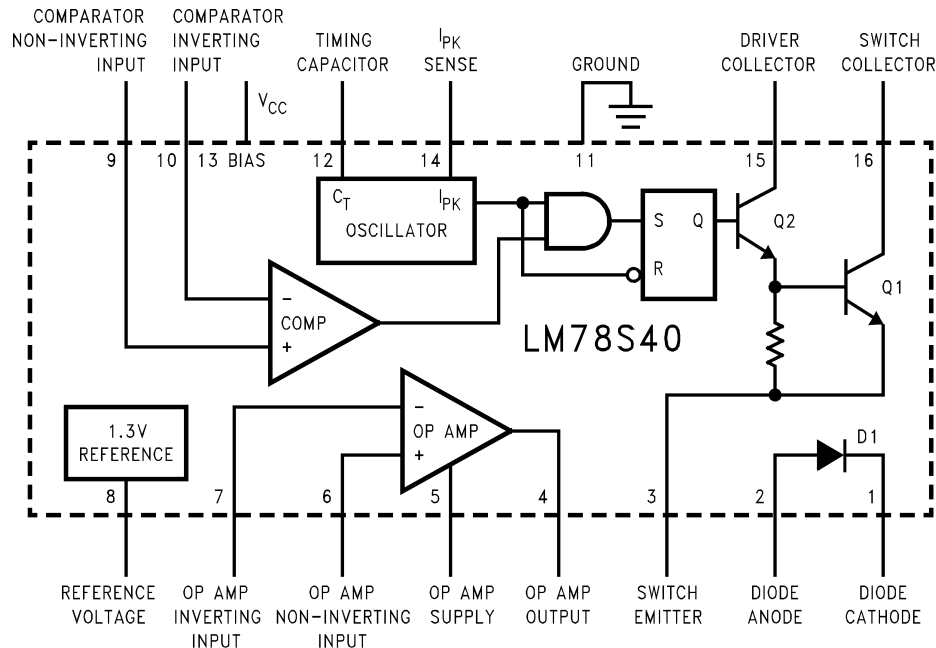 COMPARATOR
NON-INVERTING
INPUT
COMPARATOR
INVERTING
INPUT
V_CC
TIMING
CAPACITOR
I_PK
SENSE
GROUND
DRIVER
COLLECTOR
SWITCH
COLLECTOR
9
10
13 BIAS
12
14
11
15
16
C_T
I_PK
OSCILLATOR
S
Q
R
Q2
Q1
-
COMP
+
LM78S40
-
OP AMP
+
1.3V
REFERENCE
D1
8
7
6
5
4
3
2
1
REFERENCE
VOLTAGE
OP AMP
INVERTING
INPUT
OP AMP
NON-INVERTING
INPUT
OP AMP
SUPPLY
OP AMP
OUTPUT
SWITCH
EMITTER
DIODE
ANODE
DIODE
CATHODE